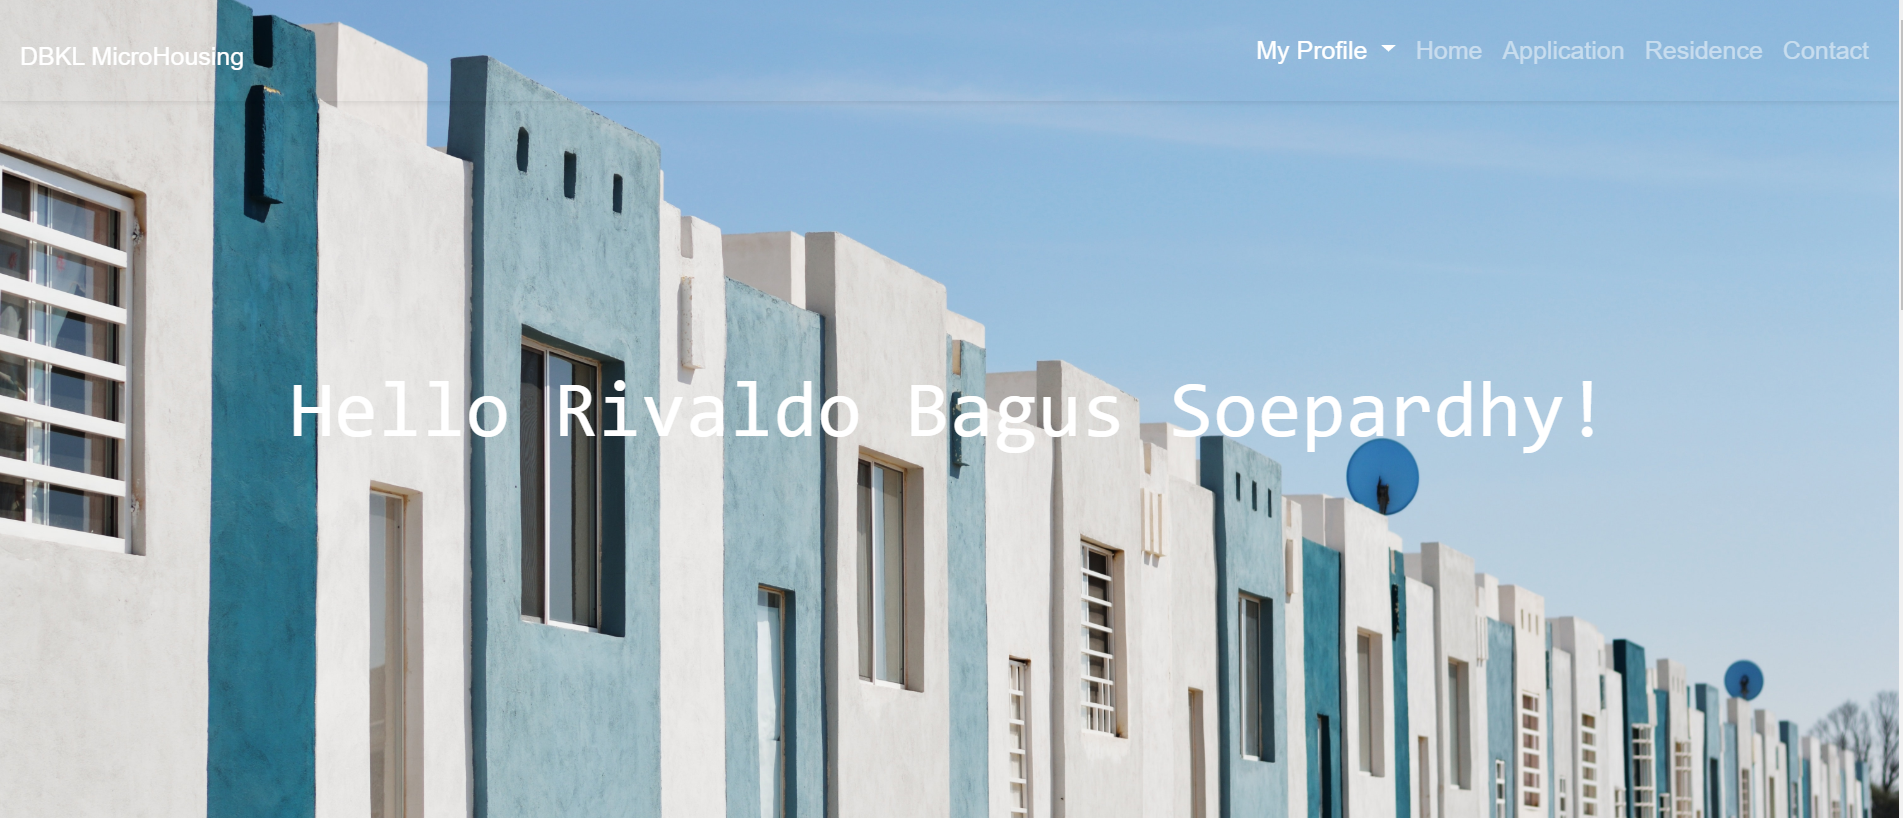 DBKL MicroHousing
My Profile Home Application Residence Contact
Hello Rivaldo Bagus Soepardhy!